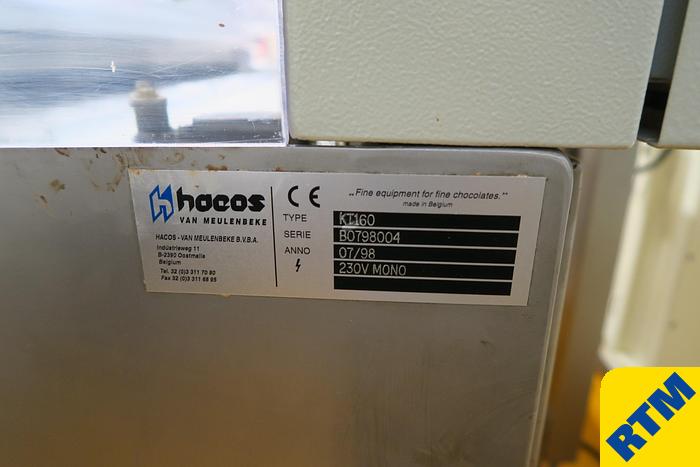 hacos
VAN MEULENBEKE
HACOS - VAN MEULENBEKE B.V.B.A.
Indústrieweg 11
B-2390 Oostmalle
Belgium
Tel. 32 (0)3 311 70 90
Fax 32 (0)3 311 68 95
CE
„Fine equipment for fine chocolates.“
made in Belgium
TYPE KT160
SERIE B0798004
ANNO 07/98
230V MONO
RTM